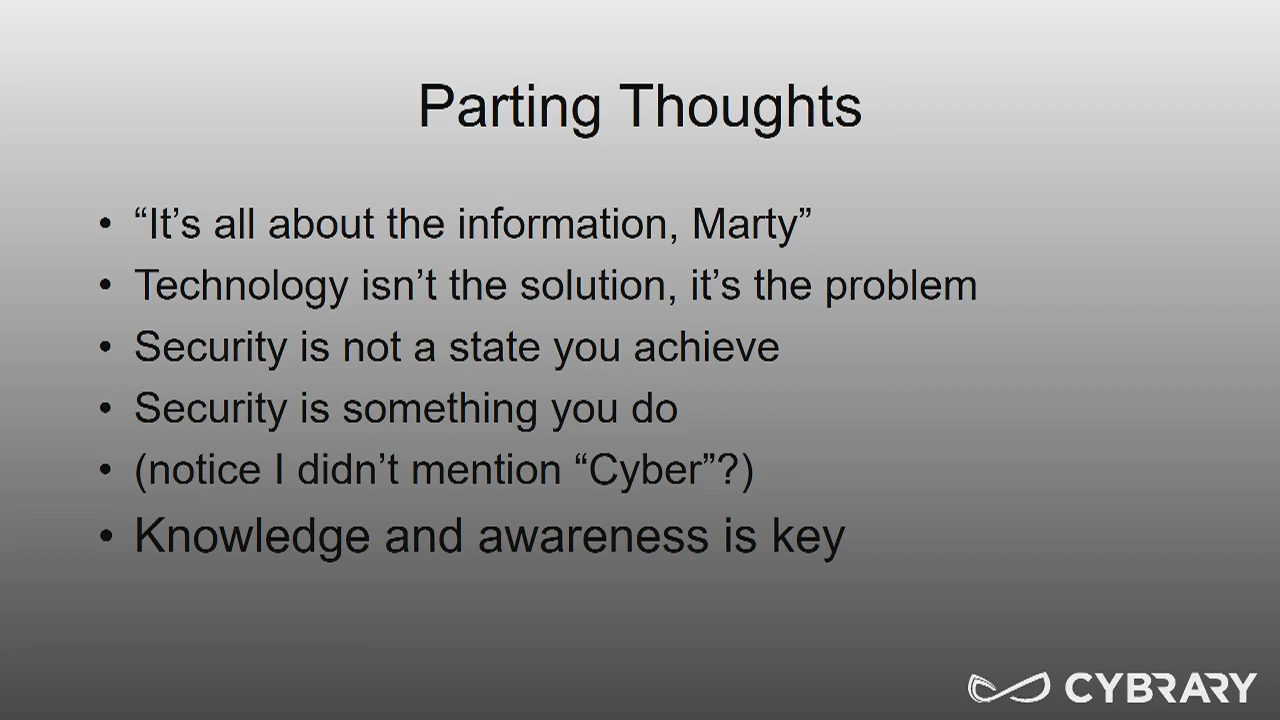 Parting Thoughts
• “It’s all about the information, Marty”
• Technology isn’t the solution, it’s the problem
• Security is not a state you achieve
• Security is something you do
• (notice I didn’t mention “Cyber”?)
• Knowledge and awareness is key
CYBRARY